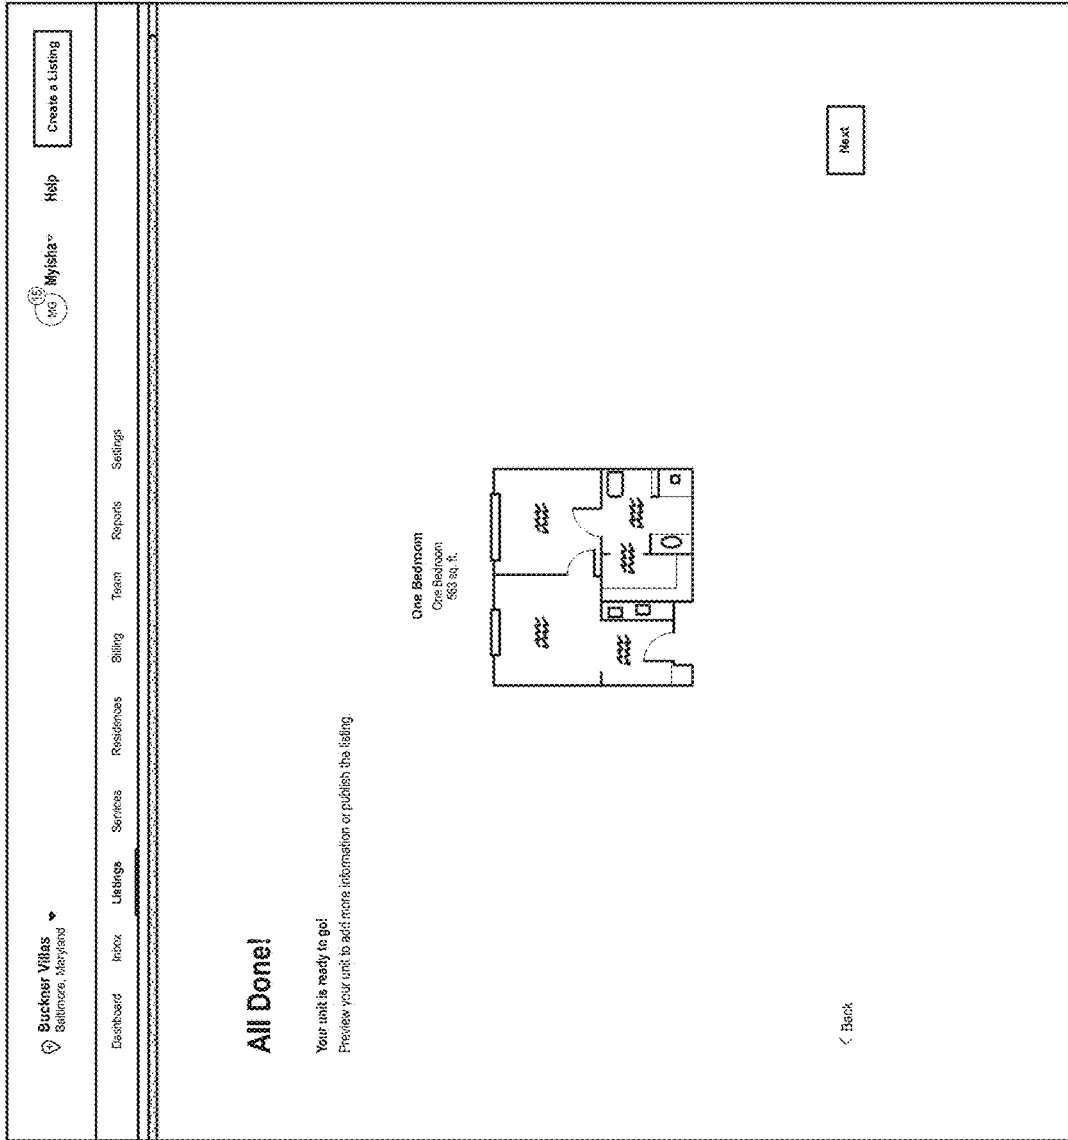 Buckner Villas
Baltimore, Maryland
MG
15
Myisha
Help
Create a Listing
Dashboard Inbox Listings Services Residences Billing Team Reports Settings
All Done!
Your unit is ready to go!
Preview your unit to add more information or publish the listing.
One Bedroom
One Bedroom
563 sq. ft.
< Back
Next